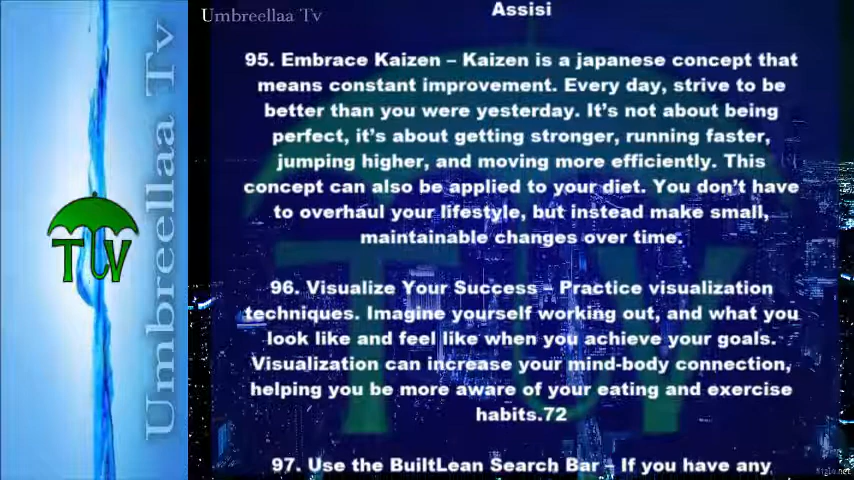 Umbreellaa Tv
Umbreellaa Tv
TUV
Assisi
95. Embrace Kaizen – Kaizen is a japanese concept that
means constant improvement. Every day, strive to be
better than you were yesterday. It's not about being
perfect, it's about getting stronger, running faster,
jumping higher, and moving more efficiently. This
concept can also be applied to your diet. You don't have
to overhaul your lifestyle, but instead make small,
maintainable changes over time.
96. Visualize Your Success – Practice visualization
techniques. Imagine yourself working out, and what you
look like and feel like when you achieve your goals.
Visualization can increase your mind-body connection,
helping you be more aware of your eating and exercise
habits.72
97. Use the BuiltLean Search Bar – If you have any